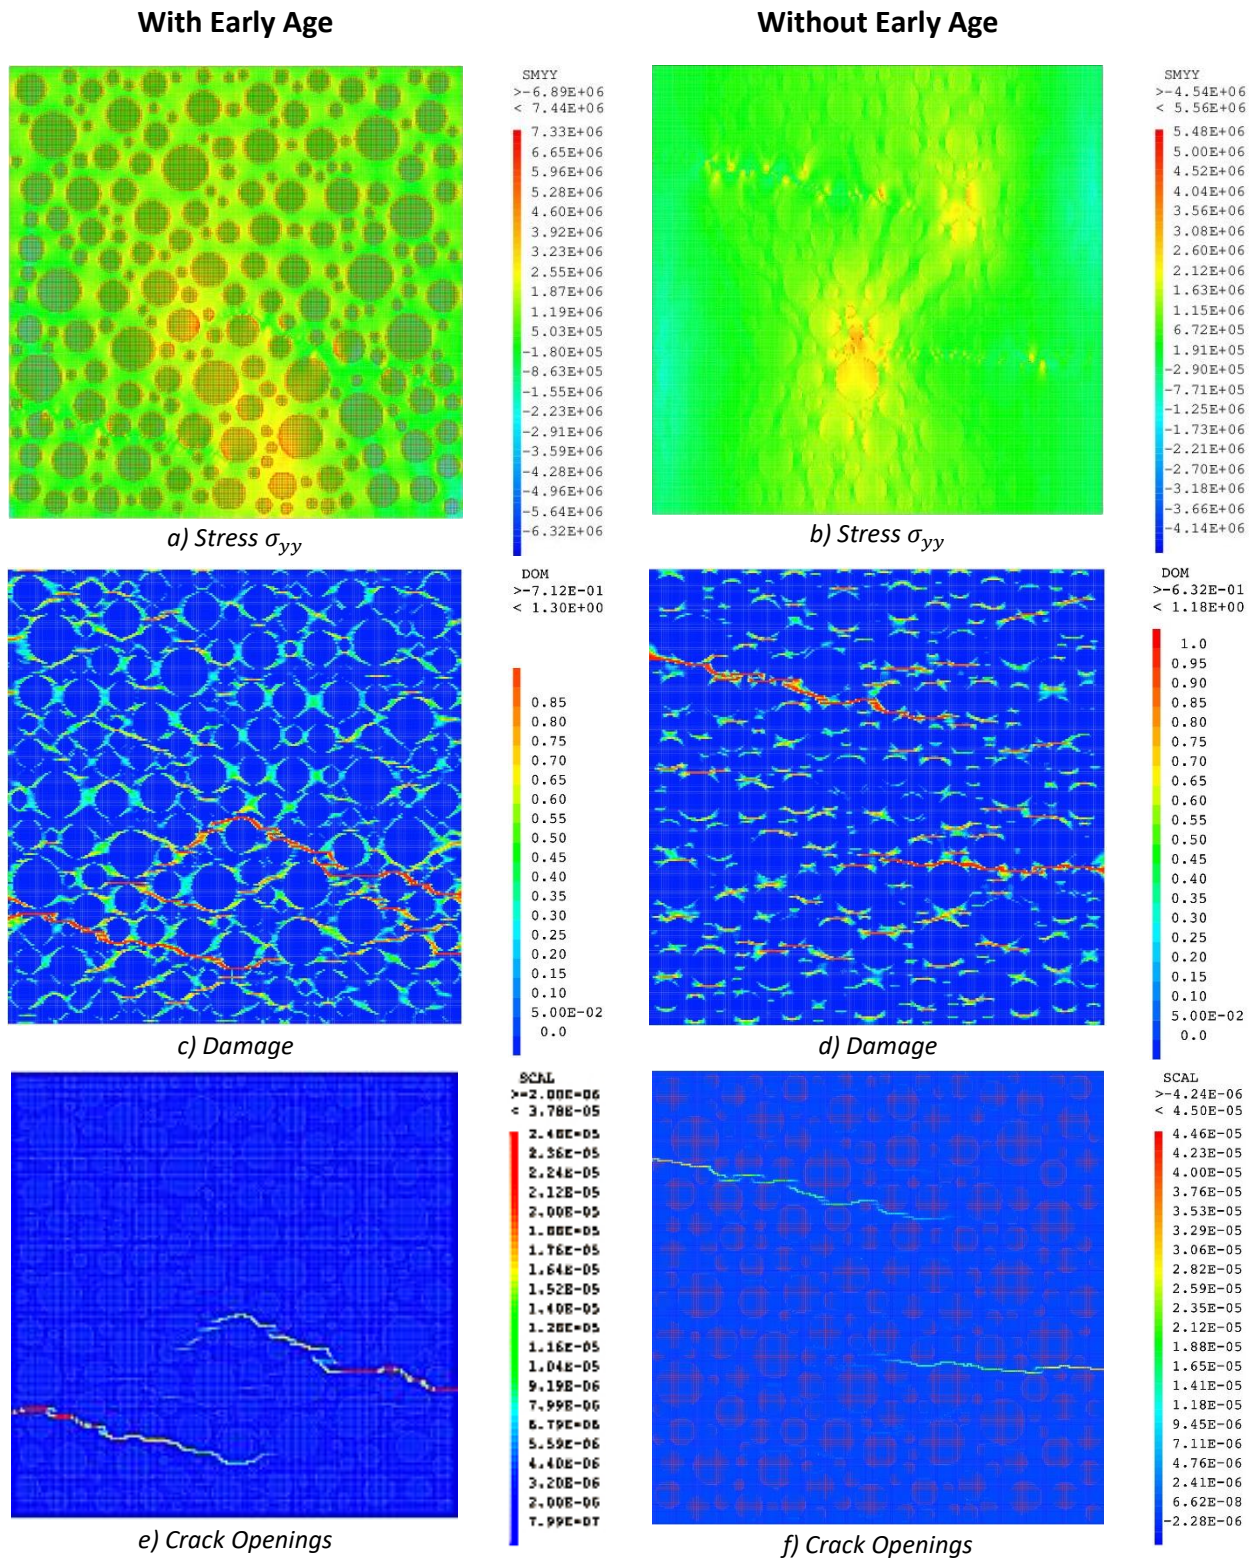 With Early Age
Without Early Age
SMYY
>-6.89E+06
< 7.44E+06
7.33E+06
6.65E+06
5.96E+06
5.28E+06
4.60E+06
3.92E+06
3.23E+06
2.55E+06
1.87E+06
1.19E+06
5.03E+05
-1.80E+05
-8.63E+05
-1.55E+06
-2.23E+06
-2.91E+06
-3.59E+06
-4.28E+06
-4.96E+06
-5.64E+06
-6.32E+06
a) Stress σyy
SMYY
>-4.54E+06
< 5.56E+06
5.48E+06
5.00E+06
4.52E+06
4.04E+06
3.56E+06
3.08E+06
2.60E+06
2.12E+06
1.63E+06
1.15E+06
6.72E+05
1.91E+05
-2.90E+05
-7.71E+05
-1.25E+06
-1.73E+06
-2.21E+06
-2.70E+06
-3.18E+06
-3.66E+06
-4.14E+06
b) Stress σyy
DOM
>-7.12E-01
< 1.30E+00
0.85
0.80
0.70
0.65
0.60
0.55
0.50
0.45
0.40
0.35
0.30
0.25
0.20
0.15
0.10
5.00E-02
0.0
c) Damage
DOM
>-6.32E-01
< 1.18E+00
1.0
0.95
0.90
0.85
0.80
0.75
0.70
0.65
0.60
0.55
0.50
0.45
0.40
0.35
0.30
0.25
0.20
0.15
0.10
5.00E-02
0.0
d) Damage
SCAL
>-2.00E-06
< 3.78E-05
2.48E-05
2.36E-05
2.24E-05
2.12E-05
2.00E-05
1.88E-05
1.76E-05
1.64E-05
1.52E-05
1.40E-05
1.28E-05
1.16E-05
1.04E-05
9.19E-06
7.99E-06
6.79E-06
5.59E-06
4.40E-06
3.20E-06
2.00E-06
7.99E-07
e) Crack Openings
SCAL
>-4.24E-06
< 4.50E-05
4.46E-05
4.23E-05
4.00E-05
3.76E-05
3.53E-05
3.29E-05
3.06E-05
2.82E-05
2.59E-05
2.35E-05
2.12E-05
1.88E-05
1.65E-05
1.41E-05
1.18E-05
9.45E-06
7.11E-06
4.76E-06
2.41E-06
6.62E-08
-2.28E-06
f) Crack Openings